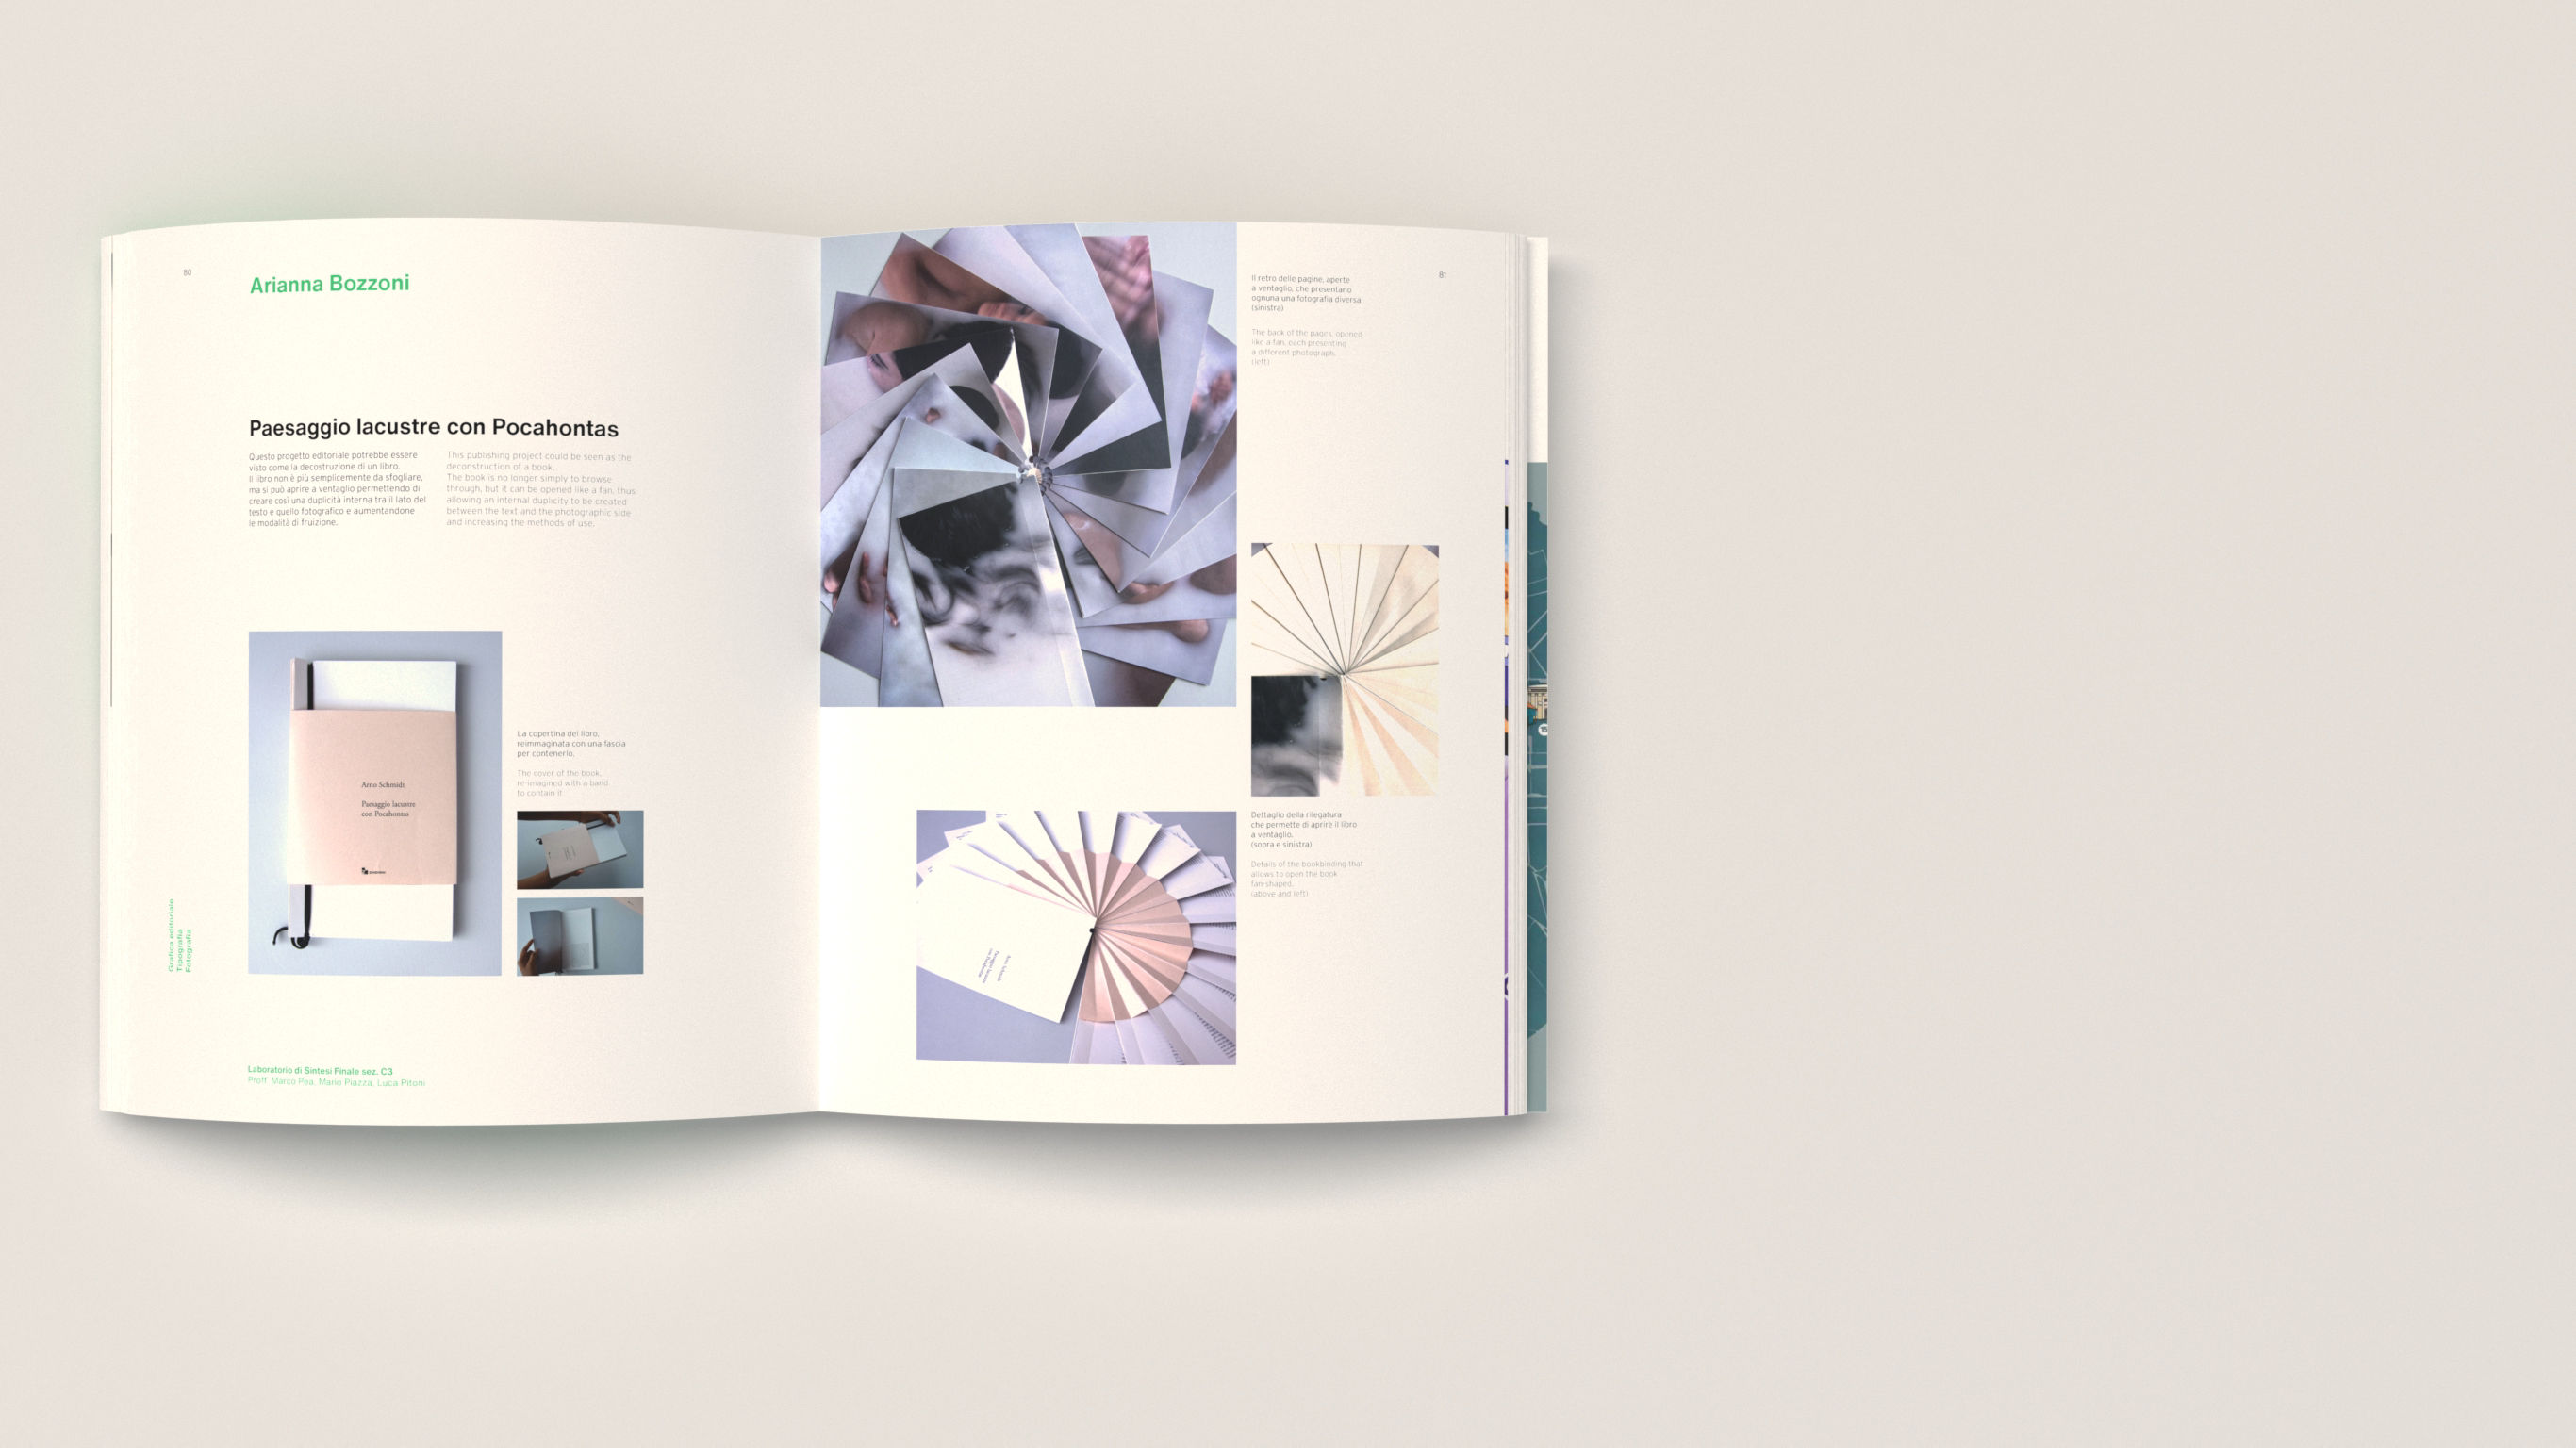 80
Arianna Bozzoni
Paesaggio lacustre con Pocahontas
Questo progetto editoriale potrebbe essere
visto come la decostruzione di un libro.
Il libro non è più semplicemente da sfogliare,
ma si può aprire a ventaglio permettendo di
creare così una duplicità interna tra il lato del
testo e quello fotografico e aumentandone
le modalità di fruizione.
This publishing project could be seen as the
deconstruction of a book.
The book is no longer simply to browse
through, but it can be opened like a fan, thus
allowing an internal duplicity to be created
between the text and the photographic side
and increasing the methods of use.
Arno Schmidt
Paesaggio lacustre
con Pocahontas
La copertina del libro,
reimmaginata con una fascia
per contenerlo.
The cover of the book,
re-imagined with a band
to contain it
Grafica editoriale
Tipografia
Fotografia
Laboratorio di Sintesi Finale sez. C3
Proff. Marco Pea, Mario Piazza, Luca Pitoni
Il retro delle pagine, aperte
a ventaglio, che presentano
ognuna una fotografia diversa.
(sinistra)
The back of the pages, opened
like a fan, each presenting
a different photograph.
(left)
81
Dettaglio della rilegatura
che permette di aprire il libro
a ventaglio.
(sopra e sinistra)
Details of the bookbinding that
allows to open the book
fan-shaped.
(above and left)
Arno Schmidt
Paesaggio lacustre
con Pocahontas